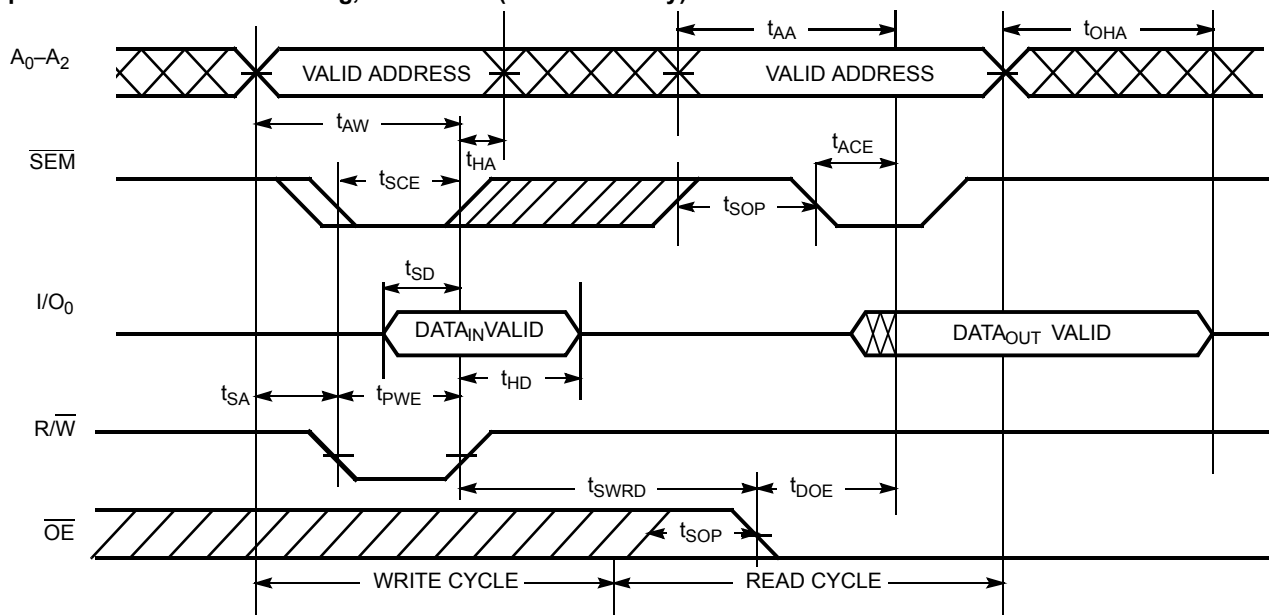 tAA
tOHA
A0–A2
VALID ADDRESS
VALID ADDRESS
tAW
tHA
tACE
SEM
tSCE
tSOP
tSD
I/O0
DATAINVALID
DATAOUT VALID
tHD
tSA
tPWE
R/W
tSWRD
tDOE
OE
tSOP
WRITE CYCLE
READ CYCLE